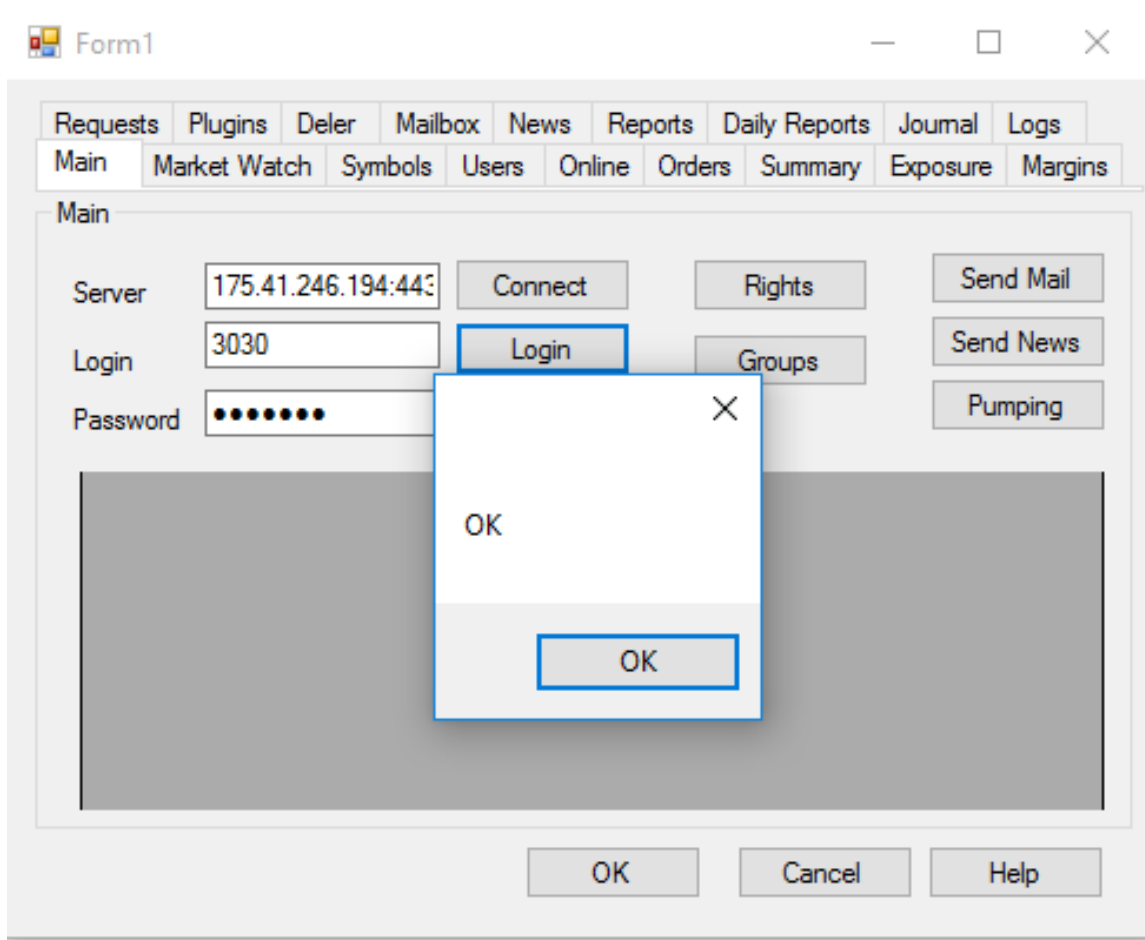 Form1
Requests Plugins Deler Mailbox News Reports Daily Reports Journal Logs
Main Market Watch Symbols Users Online Orders Summary Exposure Margins
Main
Server 175.41.246.194:443 Connect Rights Send Mail
Login 3030 Login Groups Send News
Password ●●●●●●● Pumping
OK
OK
OK Cancel Help